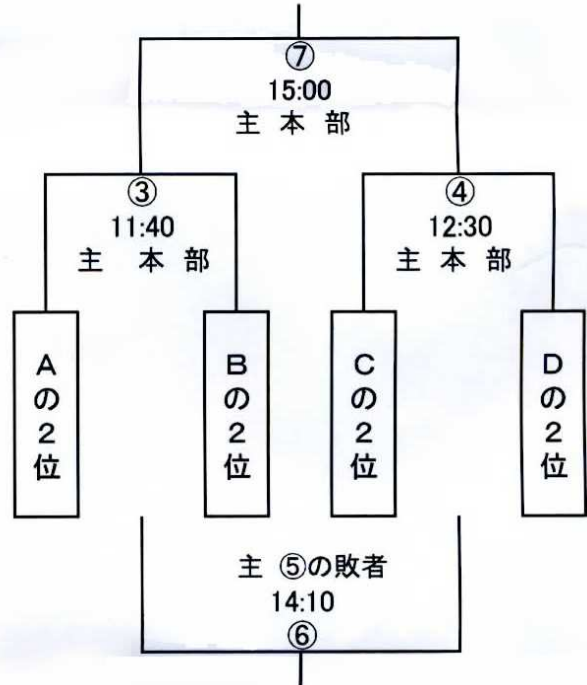 ⑦
15:00
主 本 部
③
11:40
主 本 部
④
12:30
主 本 部
Aの2位
Bの2位
Cの2位
Dの2位
主 ⑤の敗者
14:10
⑥